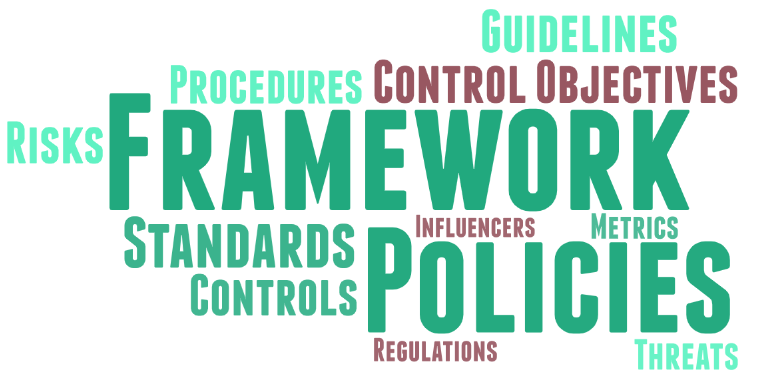 GUIDELINES
PROCEDURES CONTROL OBJECTIVES
RISKS
FRAMEWORK
STANDARDS
INFLUENCERS
METRICS
CONTROLS
POLICIES
REGULATIONS
THREATS